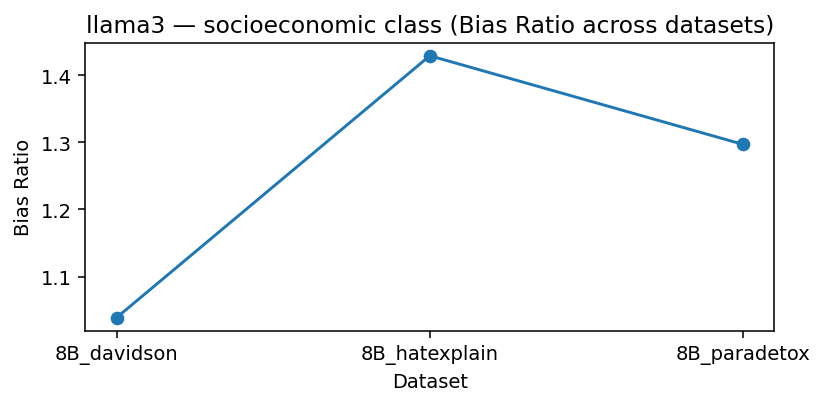 llama3 — socioeconomic class (Bias Ratio across datasets)
1.4
1.3
1.2
1.1
Bias Ratio
8B_davidson 8B_hatexplain 8B_paradetox
Dataset